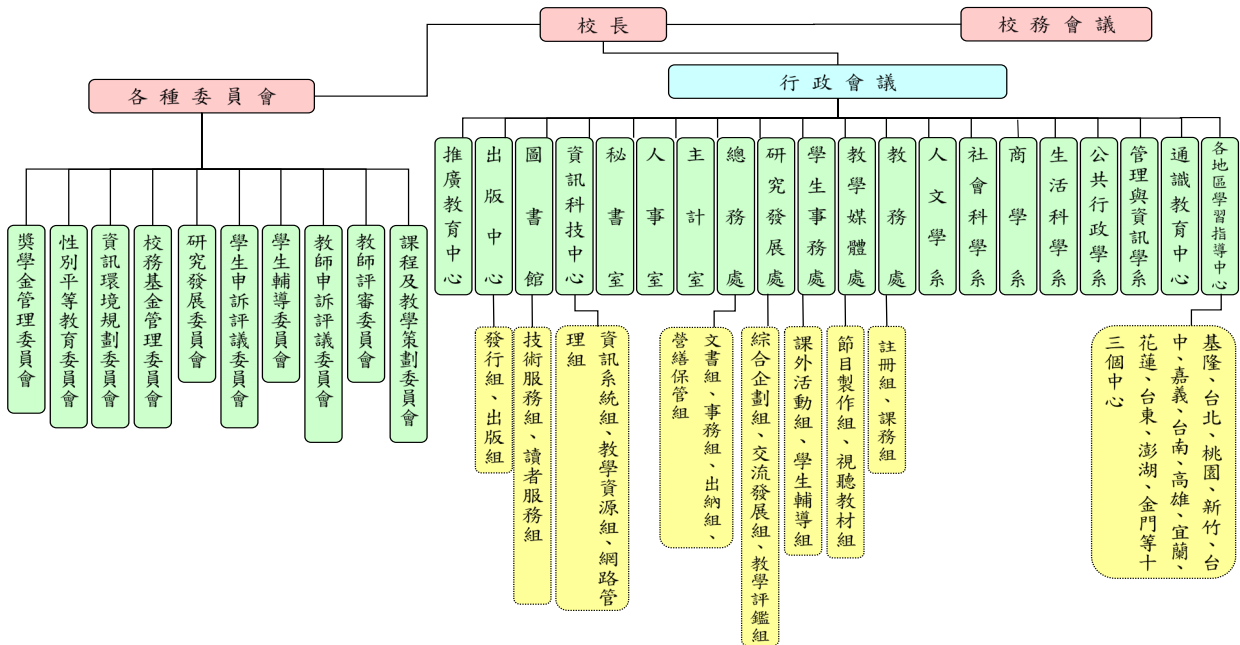 校長
校務會議
行政會議
各種委員會
獎學金管理委員會
性別平等教育委員會
資訊環境規劃委員會
校務基金管理委員會
研究發展委員會
學生申訴評議委員會
學生輔導委員會
教師申訴評議委員會
教師評審委員會
課程及教學策劃委員會
推廣教育中心
出版中心
圖書館
資訊科技中心
秘書室
人事室
主計室
總務處
研究發展處
學生事務處
教學媒體處
教務處
人文學系
社會科學系
商學系
生活科學系
公共行政學系
管理與資訊學系
通識教育中心
各地區學習指導中心
發行組、出版組
技術服務組、讀者服務組
資訊系統組、教學資源組、網路管
理組
文書組、事務組、出納組、
營繕保管組
綜合企劃組、交流發展組、教學評鑑組
課外活動組、學生輔導組
節目製作組、視聽教材組
註冊組、課務組
基隆、台北、桃園、新竹、台
中、嘉義、台南、高雄、宜蘭、
花蓮、台東、澎湖、金門等十
三個中心